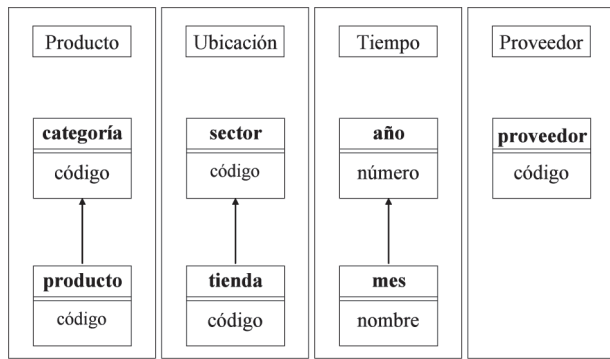 Producto
Ubicación
Tiempo
Proveedor
categoría
código
sector
código
año
número
proveedor
código
producto
código
tienda
código
mes
nombre